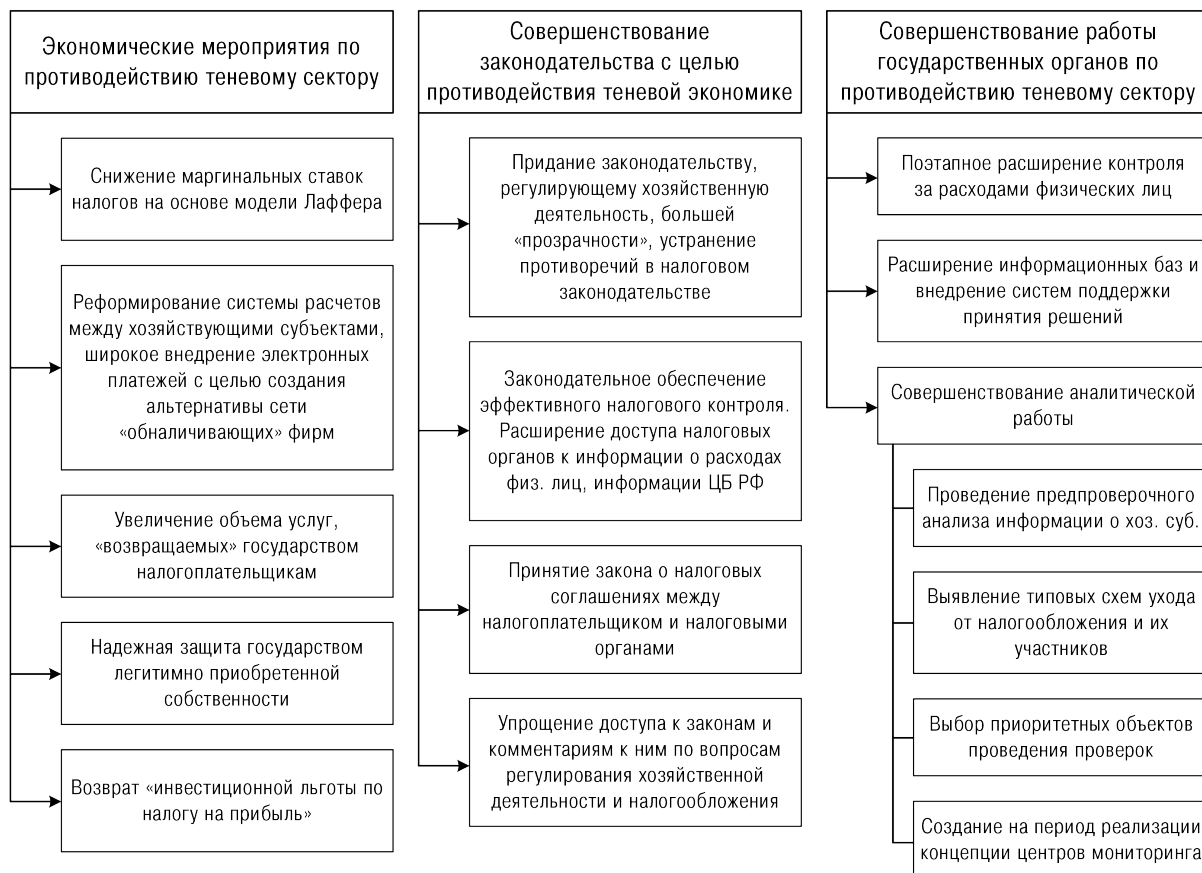 Экономические мероприятия по
противодействию теневому сектору
Снижение маргинальных ставок
налогов на основе модели Лаффера
Реформирование системы расчетов
между хозяйствующими субъектами,
широкое внедрение электронных
платежей с целью создания
альтернативы сети
«обналичивающих» фирм
Увеличение объема услуг,
«возвращаемых» государством
налогоплательщикам
Надежная защита государством
легитимно приобретенной
собственности
Возврат «инвестиционной льготы по
налогу на прибыль»
Совершенствование
законодательства с целью
противодействия теневой экономике
Придание законодательству,
регулирующему хозяйственную
деятельность, большей
«прозрачности», устранение
противоречий в налоговом
законодательстве
Законодательное обеспечение
эффективного налогового контроля.
Расширение доступа налоговых
органов к информации о расходах
физ. лиц, информации ЦБ РФ
Принятие закона о налоговых
соглашениях между
налогоплательщиком и налоговыми
органами
Упрощение доступа к законам и
комментариям к ним по вопросам
регулирования хозяйственной
деятельности и налогообложения
Совершенствование работы
государственных органов по
противодействию теневому сектору
Поэтапное расширение контроля
за расходами физических лиц
Расширение информационных баз и
внедрение систем поддержки
принятия решений
Совершенствование аналитической
работы
Проведение предпроверочного
анализа информации о хоз. суб.
Выявление типовых схем ухода
от налогообложения и их
участников
Выбор приоритетных объектов
проведения проверок
Создание на период реализации
концепции центров мониторинга